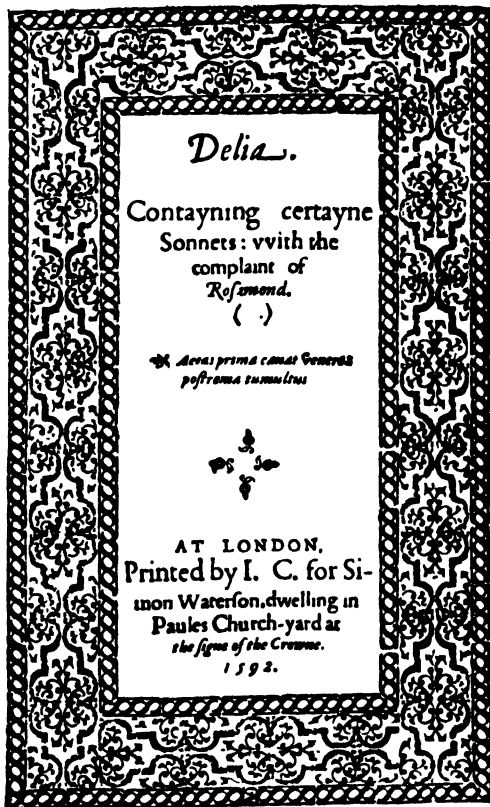 Delia.
Contayning certayne
Sonnets: vvith the
complaint of
Rosamond.
( . )
Aetas prima canat Veneres
postrema tumultus
AT LONDON,
Printed by I. C. for Si-
mon Waterson, dwelling in
Paules Church-yard at
the signe of the Crowne.
1592.